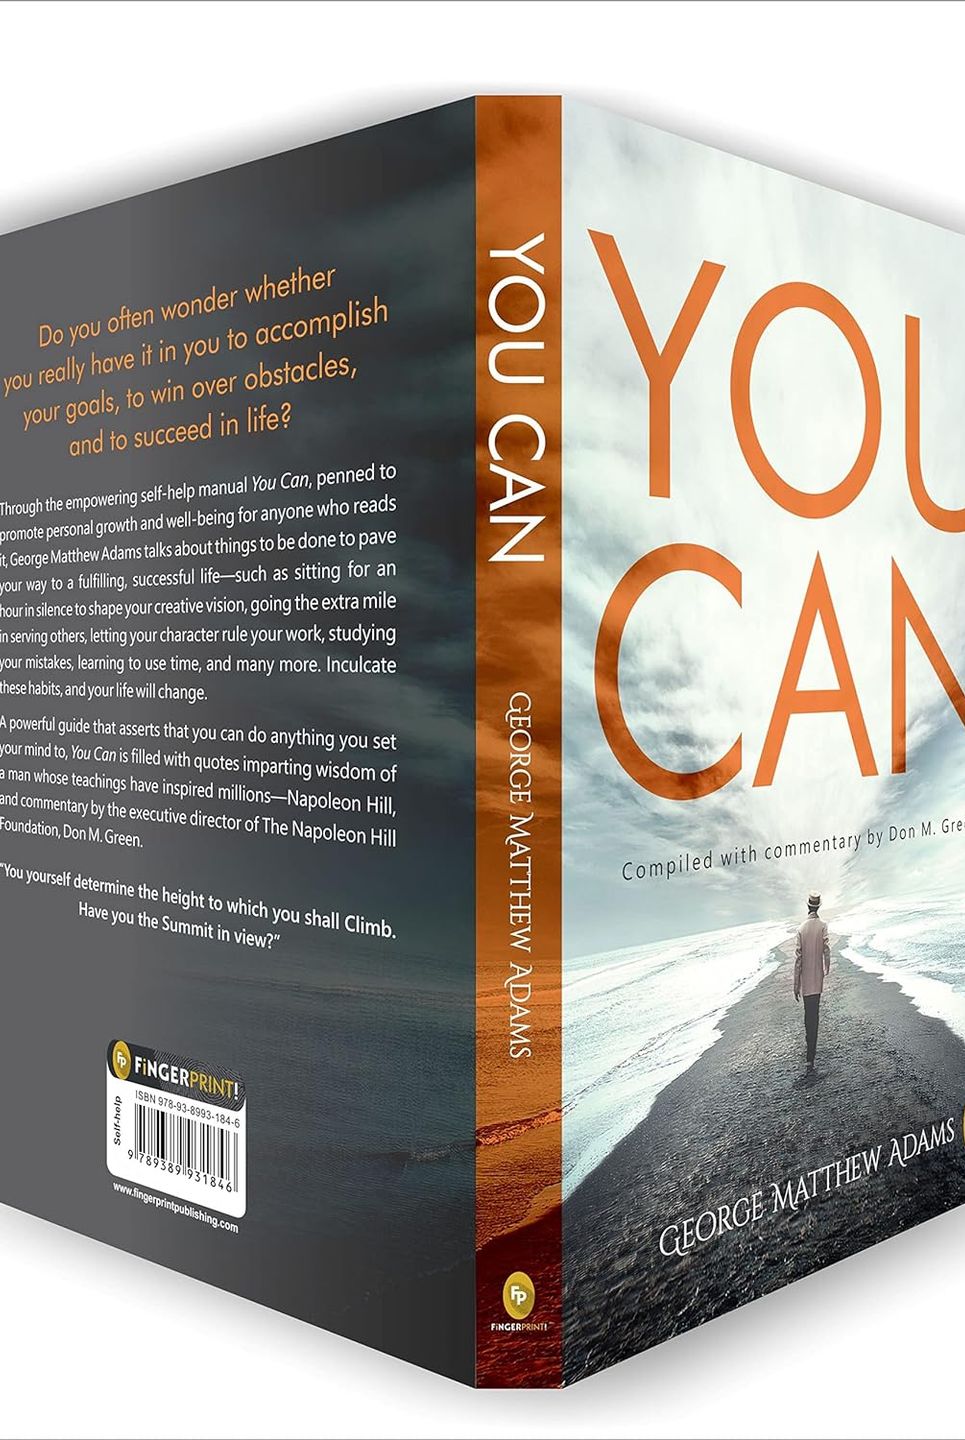 Do you often wonder whether
you really have it in you to accomplish
your goals, to win over obstacles,
and to succeed in life?
Through the empowering self-help manual You Can, penned to
promote personal growth and well-being for anyone who reads
it, George Matthew Adams talks about things to be done to pave
your way to a fulfilling, successful life—such as sitting for an
hour in silence to shape your creative vision, going the extra mile
in serving others, letting your character rule your work, studying
your mistakes, learning to use time, and many more. Inculcate
these habits, and your life will change.
A powerful guide that asserts that you can do anything you set
your mind to, You Can is filled with quotes imparting wisdom of
a man whose teachings have inspired millions—Napoleon Hill,
and commentary by the executive director of The Napoleon Hill
Foundation, Don M. Green.
"You yourself determine the height to which you shall Climb.
Have you the Summit in view?"
FP FiNGERPRINT!
ISBN 978-93-8993-184-6
Self-help
9 789389 931846
www.fingerprintpublishing.com
YOU CAN
GEORGE MATTHEW ADAMS
FP
FiNGERPRINT!
YOU
CAN
Compiled with commentary by Don M. Gree
GEORGE MATTHEW ADAMS